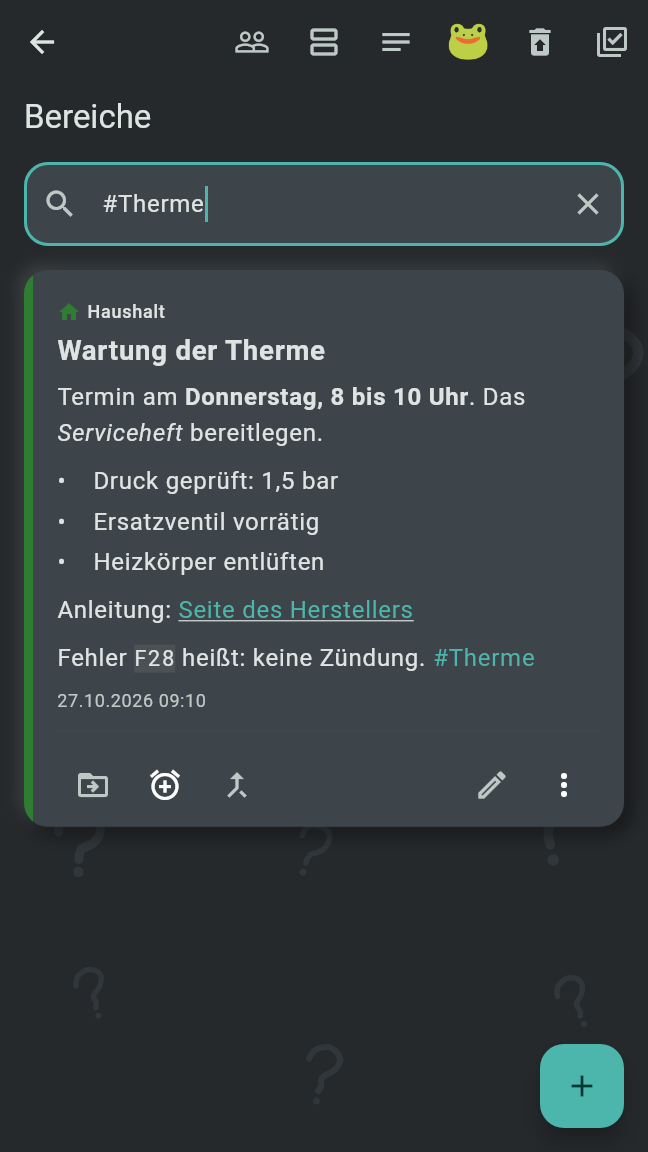 Bereiche
#Therme
Haushalt
Wartung der Therme
Termin am Donnerstag, 8 bis 10 Uhr. Das
Serviceheft bereitlegen.
• Druck geprüft: 1,5 bar
• Ersatzventil vorrätig
• Heizkörper entlüften
Anleitung: Seite des Herstellers
Fehler F28 heißt: keine Zündung. #Therme
27.10.2026 09:10